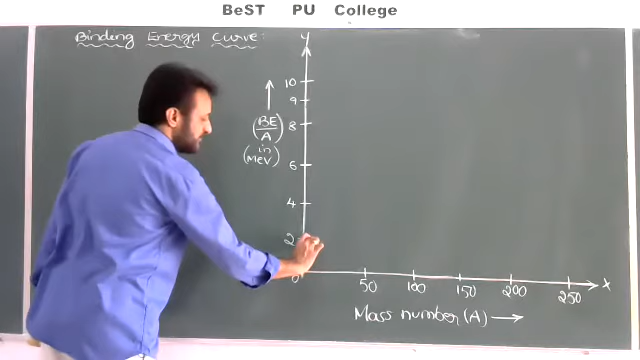 BeST PU College
Binding Energy Curve:
Y
10
9
BE
A
8
in
(MeV)
6
4
2
0
50
100
150
200
250
X
Mass number (A)